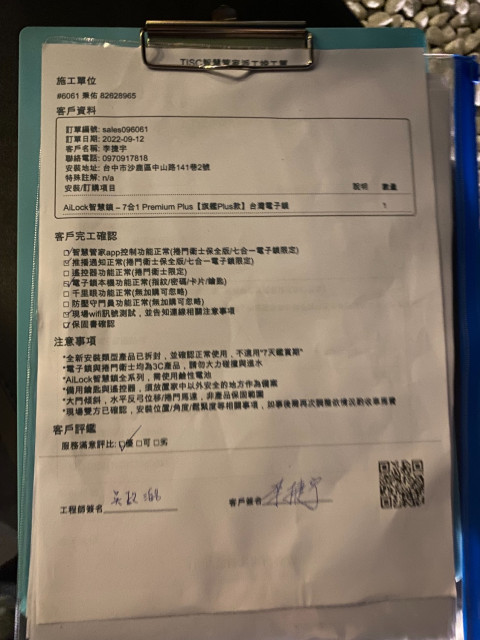 TiSC智慧管家派工竣工單
施工單位
#6061 秉佑 82828965
客戶資料
訂單編號: sales096061
訂單日期: 2022-09-12
客戶名稱: 李捷宇
聯絡電話: 0970917818
安裝地址: 台中市沙鹿區中山路141巷2號
特殊註解: n/a
安裝/訂購項目 說明 數量
AiLock智慧鎖 – 7合1 Premium Plus【旗艦Plus款】台灣電子鎖 1
客戶完工確認
智慧管家app控制功能正常(捲門衛士保全版/七合一電子鎖限定)
推播通知正常(捲門衛士保全版/七合一電子鎖限定)
遙控器功能正常(捲門衛士限定)
電子鎖本機功能正常(指紋/密碼/卡片/鑰匙)
千里眼功能正常(無加購可忽略)
防壓守門員功能正常(無加購可忽略)
現場wifi訊號測試，並告知連線相關注意事項
保固書確認
注意事項
*全新安裝類型產品已拆封，並確認正常使用，不適用"7天鑑賞期"
*電子鎖與捲門衛士均為3C產品，請勿大力碰撞與進水
*AiLock智慧鎖全系列，需使用鹼性電池
*備用鑰匙與遙控器，還放置家中以外安全的地方作為備案
*大門傾斜，水平反弓位移/捲門馬達，非產品保固範圍
*現場雙方已確認，安裝位置/角度/鬆緊度等相關事項，如事後需再次調整依情況酌收車馬費
客戶評鑑
服務滿意評比: 優 可 劣
工程師簽名
客戶簽名